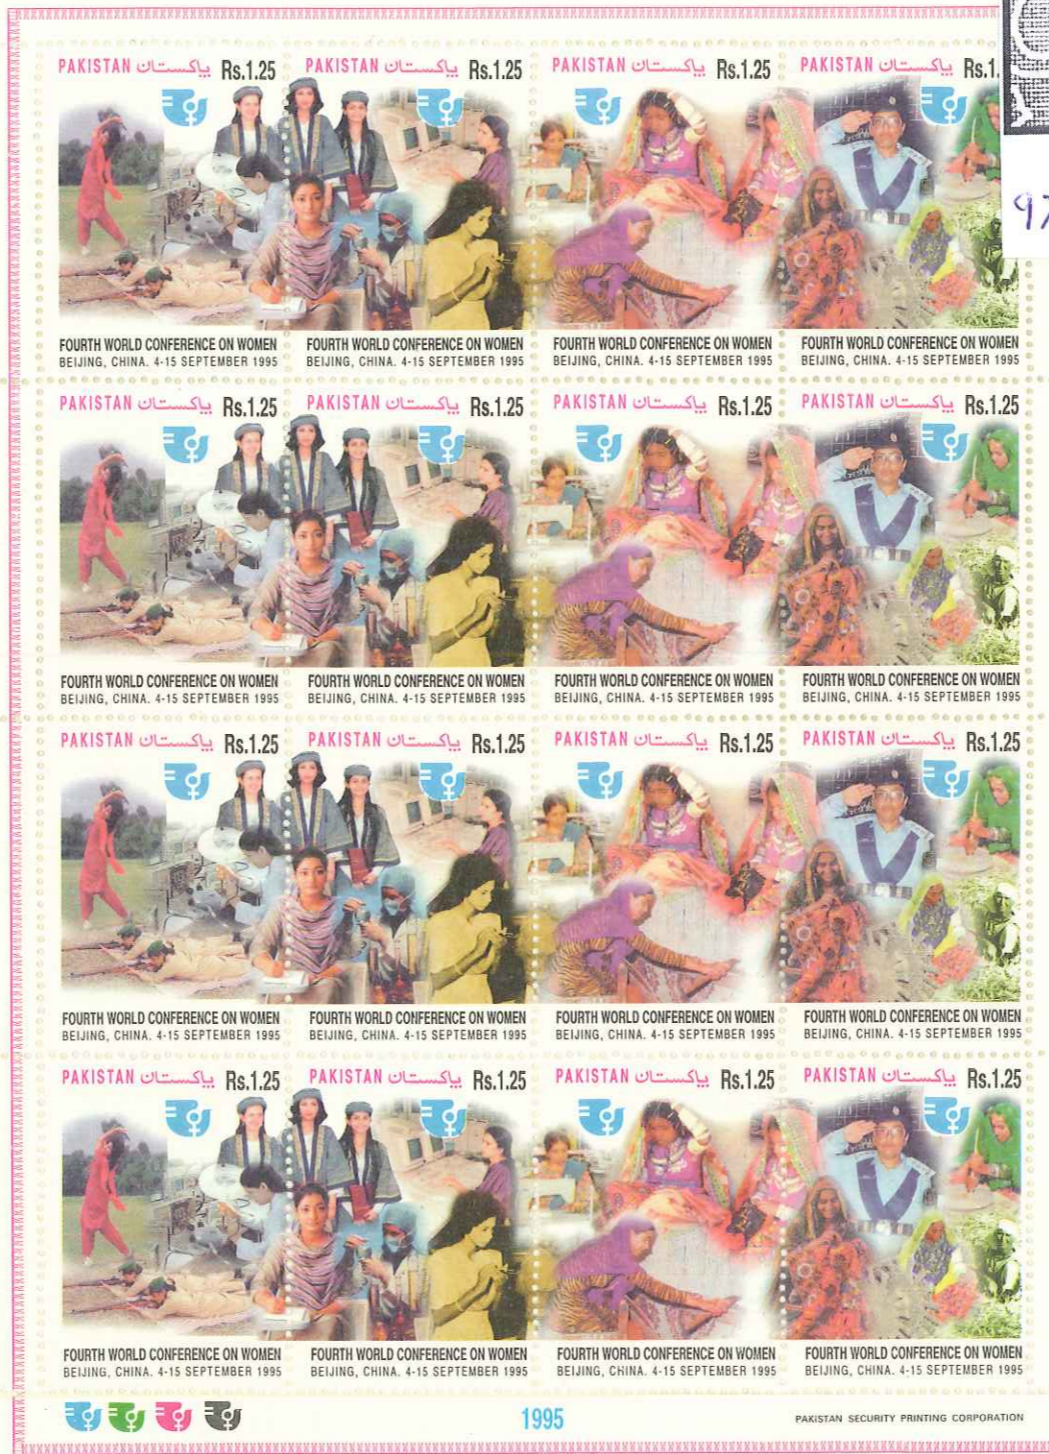 PAKISTAN پاکستان Rs.1.25 PAKISTAN پاکستان Rs.1.25 PAKISTAN پاکستان Rs.1.25 PAKISTAN پاکستان Rs.1.
97
FOURTH WORLD CONFERENCE ON WOMEN FOURTH WORLD CONFERENCE ON WOMEN FOURTH WORLD CONFERENCE ON WOMEN FOURTH WORLD CONFERENCE ON WOMEN
BEIJING, CHINA. 4-15 SEPTEMBER 1995 BEIJING, CHINA. 4-15 SEPTEMBER 1995 BEIJING, CHINA. 4-15 SEPTEMBER 1995 BEIJING, CHINA. 4-15 SEPTEMBER 1995
PAKISTAN پاکستان Rs.1.25 PAKISTAN پاکستان Rs.1.25 PAKISTAN پاکستان Rs.1.25 PAKISTAN پاکستان Rs.1.25
FOURTH WORLD CONFERENCE ON WOMEN FOURTH WORLD CONFERENCE ON WOMEN FOURTH WORLD CONFERENCE ON WOMEN FOURTH WORLD CONFERENCE ON WOMEN
BEIJING, CHINA. 4-15 SEPTEMBER 1995 BEIJING, CHINA. 4-15 SEPTEMBER 1995 BEIJING, CHINA. 4-15 SEPTEMBER 1995 BEIJING, CHINA. 4-15 SEPTEMBER 1995
PAKISTAN پاکستان Rs.1.25 PAKISTAN پاکستان Rs.1.25 PAKISTAN پاکستان Rs.1.25 PAKISTAN پاکستان Rs.1.25
FOURTH WORLD CONFERENCE ON WOMEN FOURTH WORLD CONFERENCE ON WOMEN FOURTH WORLD CONFERENCE ON WOMEN FOURTH WORLD CONFERENCE ON WOMEN
BEIJING, CHINA. 4-15 SEPTEMBER 1995 BEIJING, CHINA. 4-15 SEPTEMBER 1995 BEIJING, CHINA. 4-15 SEPTEMBER 1995 BEIJING, CHINA. 4-15 SEPTEMBER 1995
PAKISTAN پاکستان Rs.1.25 PAKISTAN پاکستان Rs.1.25 PAKISTAN پاکستان Rs.1.25 PAKISTAN پاکستان Rs.1.25
FOURTH WORLD CONFERENCE ON WOMEN FOURTH WORLD CONFERENCE ON WOMEN FOURTH WORLD CONFERENCE ON WOMEN FOURTH WORLD CONFERENCE ON WOMEN
BEIJING, CHINA. 4-15 SEPTEMBER 1995 BEIJING, CHINA. 4-15 SEPTEMBER 1995 BEIJING, CHINA. 4-15 SEPTEMBER 1995 BEIJING, CHINA. 4-15 SEPTEMBER 1995
1995 PAKISTAN SECURITY PRINTING CORPORATION